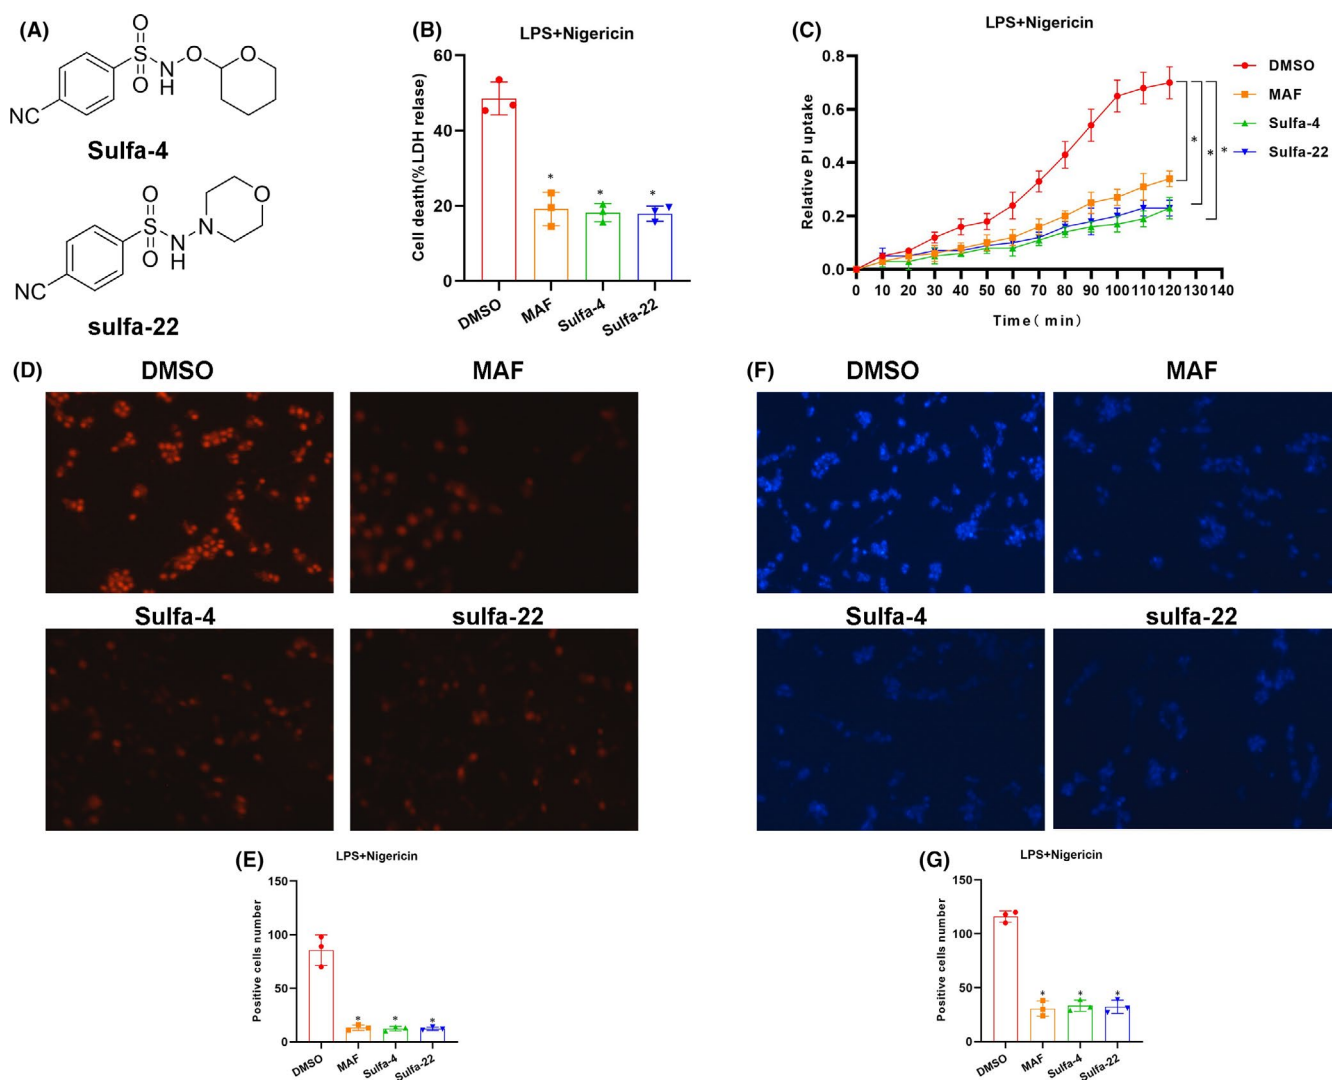 (A)
O
S
O
N
H
O
O
NC
Sulfa-4
O
S
O
N
H
N
O
NC
sulfa-22
(B)
LPS+Nigericin
Cell death(%LDH relase)
60
40
20
0
DMSO
MAF
Sulfa-4
Sulfa-22
*
*
*
(C)
LPS+Nigericin
Relative PI uptake
0.8
0.6
0.4
0.2
0.0
0 10 20 30 40 50 60 70 80 90 100 110 120 130 140
Time( min)
DMSO
MAF
Sulfa-4
Sulfa-22
*
*
*
(D)
DMSO
MAF
Sulfa-4
sulfa-22
(F)
DMSO
MAF
Sulfa-4
sulfa-22
(E)
LPS+Nigericin
Positive cells number
150
100
50
0
*
*
*
DMSO
MAF
Sulfa-4
Sulfa-22
(G)
LPS+Nigericin
Positive cells number
150
100
50
0
*
*
*
DMSO
MAF
Sulfa-4
Sulfa-22